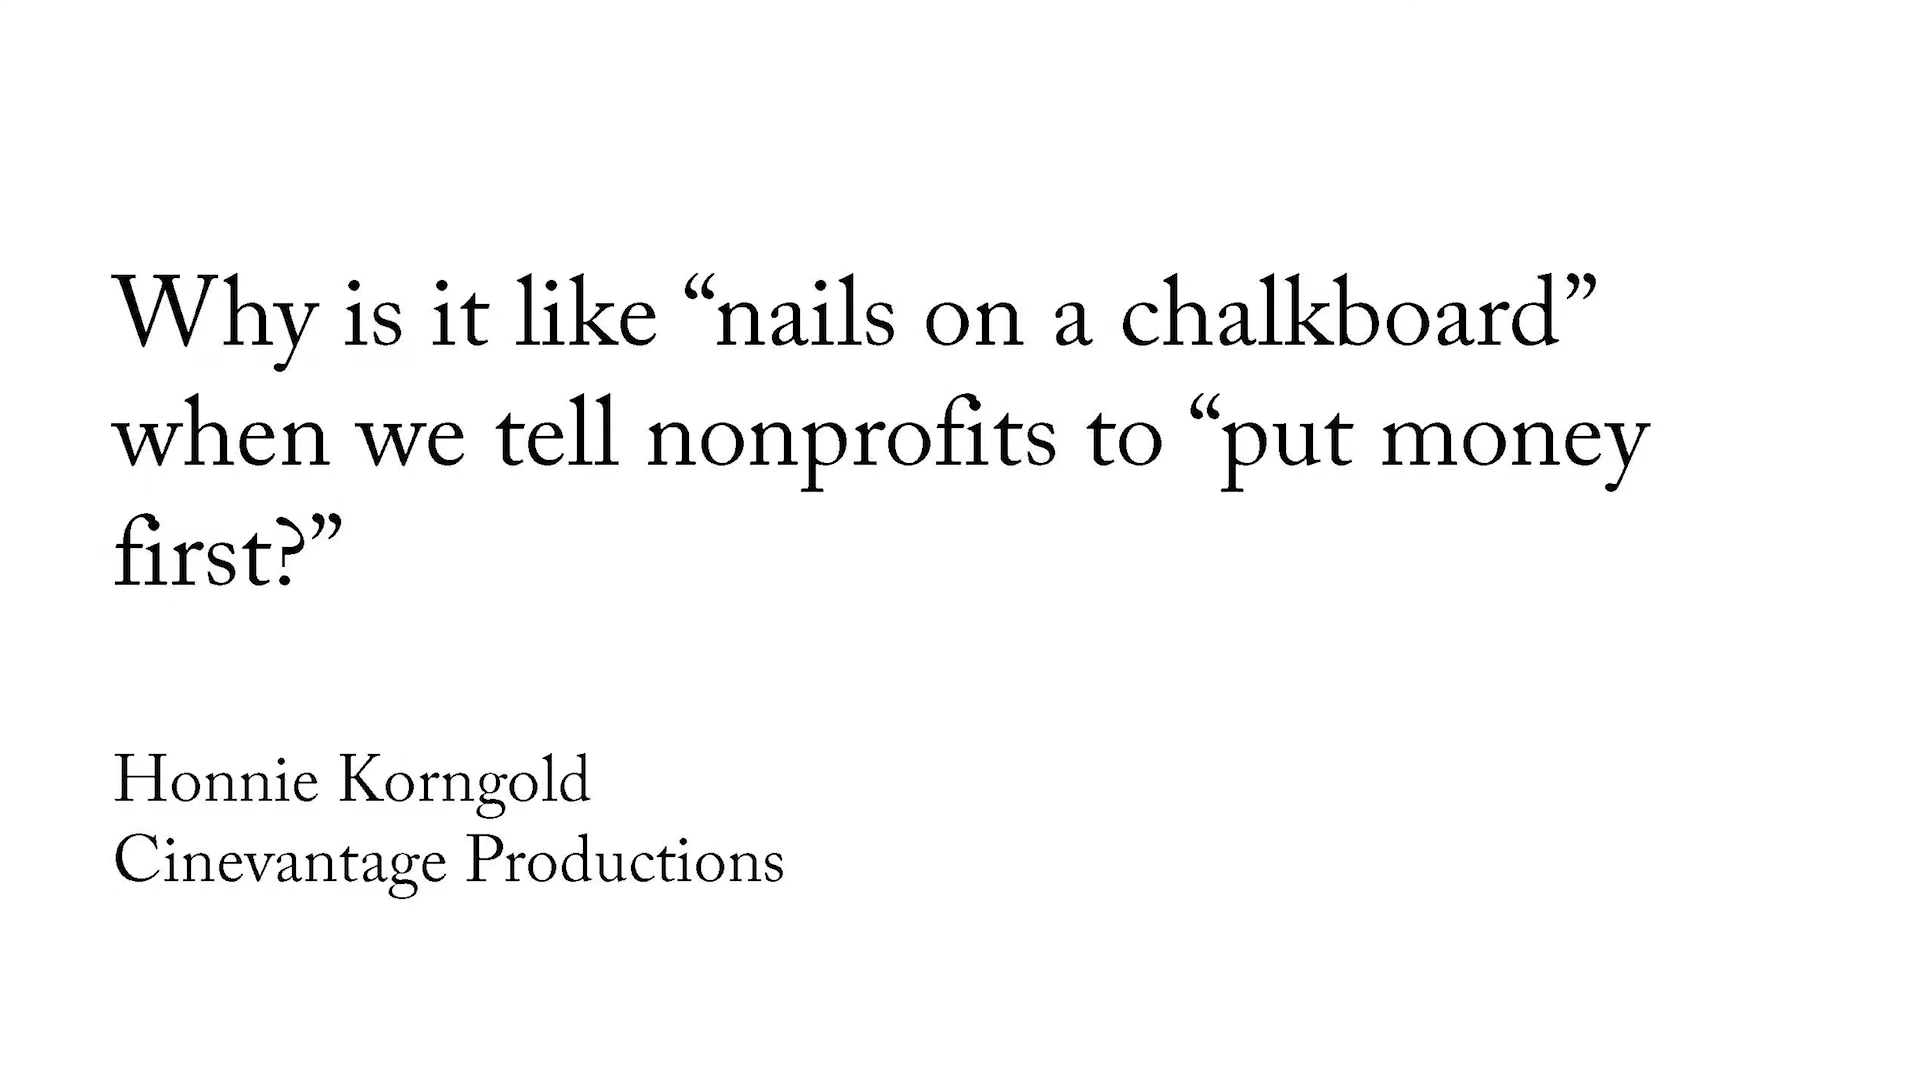 Why is it like “nails on a chalkboard”
when we tell nonprofits to “put money
first?”
Honnie Korngold
Cinevantage Productions